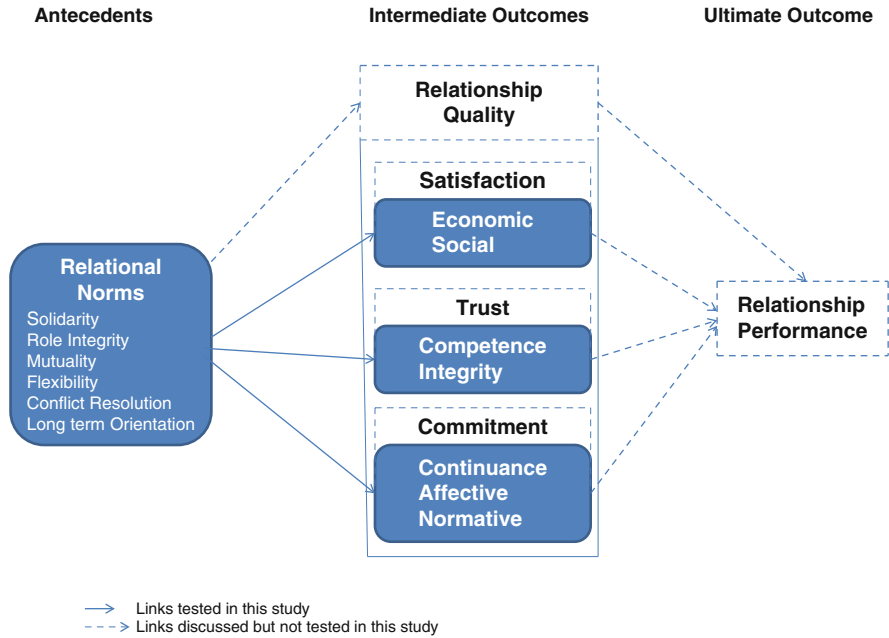 Antecedents
Intermediate Outcomes
Ultimate Outcome
Relationship
Quality
Satisfaction
Economic
Social
Relational
Norms
Solidarity
Role Integrity
Mutuality
Flexibility
Conflict Resolution
Long term Orientation
Trust
Competence
Integrity
Relationship
Performance
Commitment
Continuance
Affective
Normative
Links tested in this study
Links discussed but not tested in this study